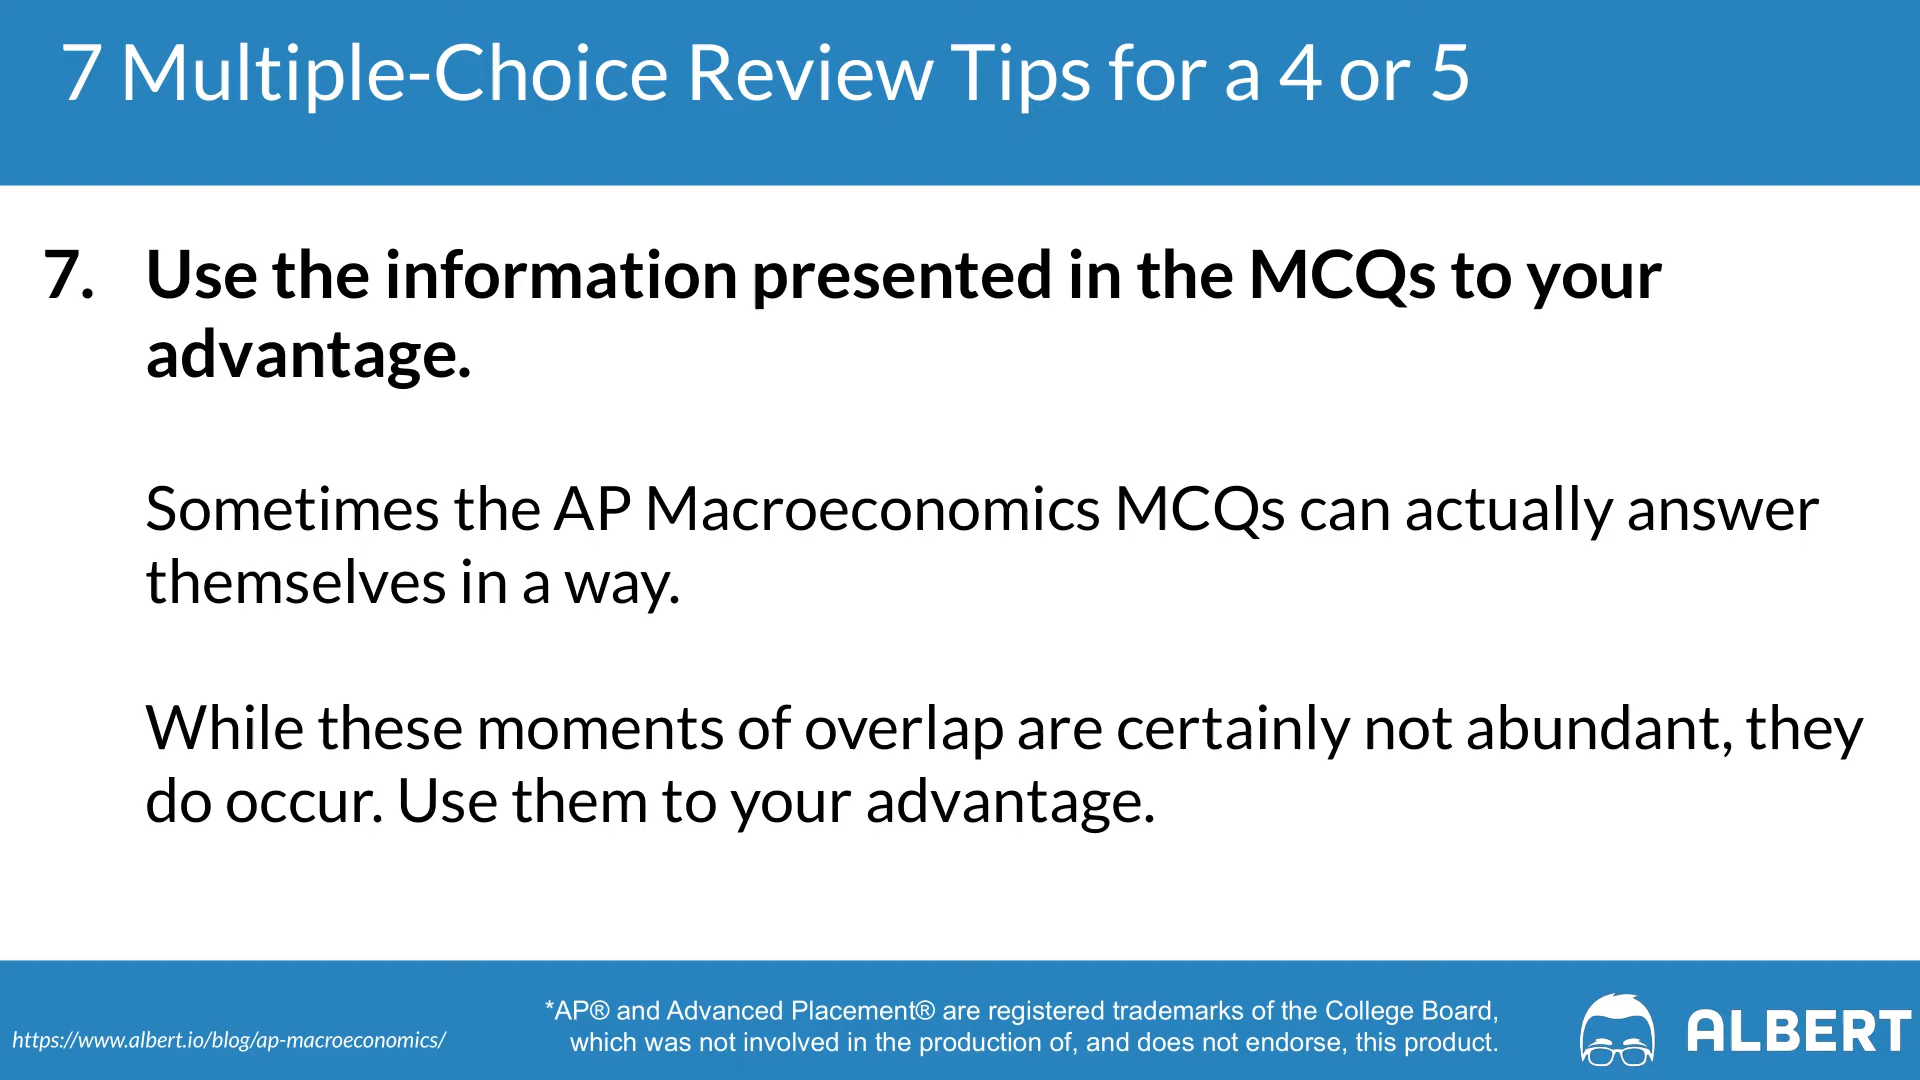 7 Multiple-Choice Review Tips for a 4 or 5
7. Use the information presented in the MCQs to your
advantage.
Sometimes the AP Macroeconomics MCQs can actually answer
themselves in a way.
While these moments of overlap are certainly not abundant, they
do occur. Use them to your advantage.
https://www.albert.io/blog/ap-macroeconomics/
*AP® and Advanced Placement® are registered trademarks of the College Board,
which was not involved in the production of, and does not endorse, this product.
ALBERT